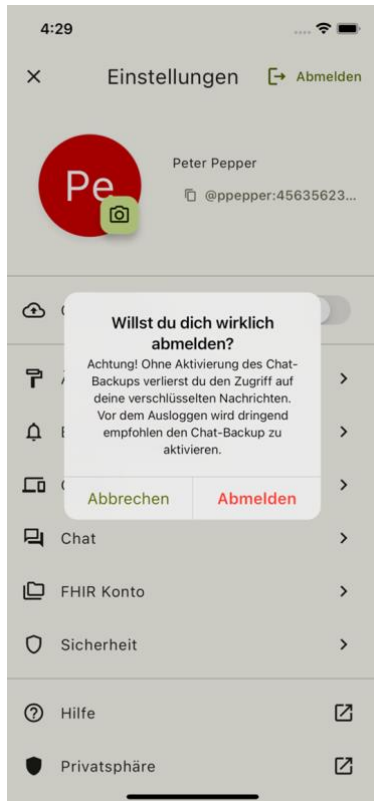 4:29
Einstellungen
Abmelden
Pe
Peter Pepper
@ppepper:45635623...
Willst du dich wirklich
abmelden?
Achtung! Ohne Aktivierung des Chat-
Backups verlierst du den Zugriff auf
deine verschlüsselten Nachrichten.
Vor dem Ausloggen wird dringend
empfohlen den Chat-Backup zu
aktivieren.
Abbrechen
Abmelden
Chat
FHIR Konto
Sicherheit
Hilfe
Privatsphäre